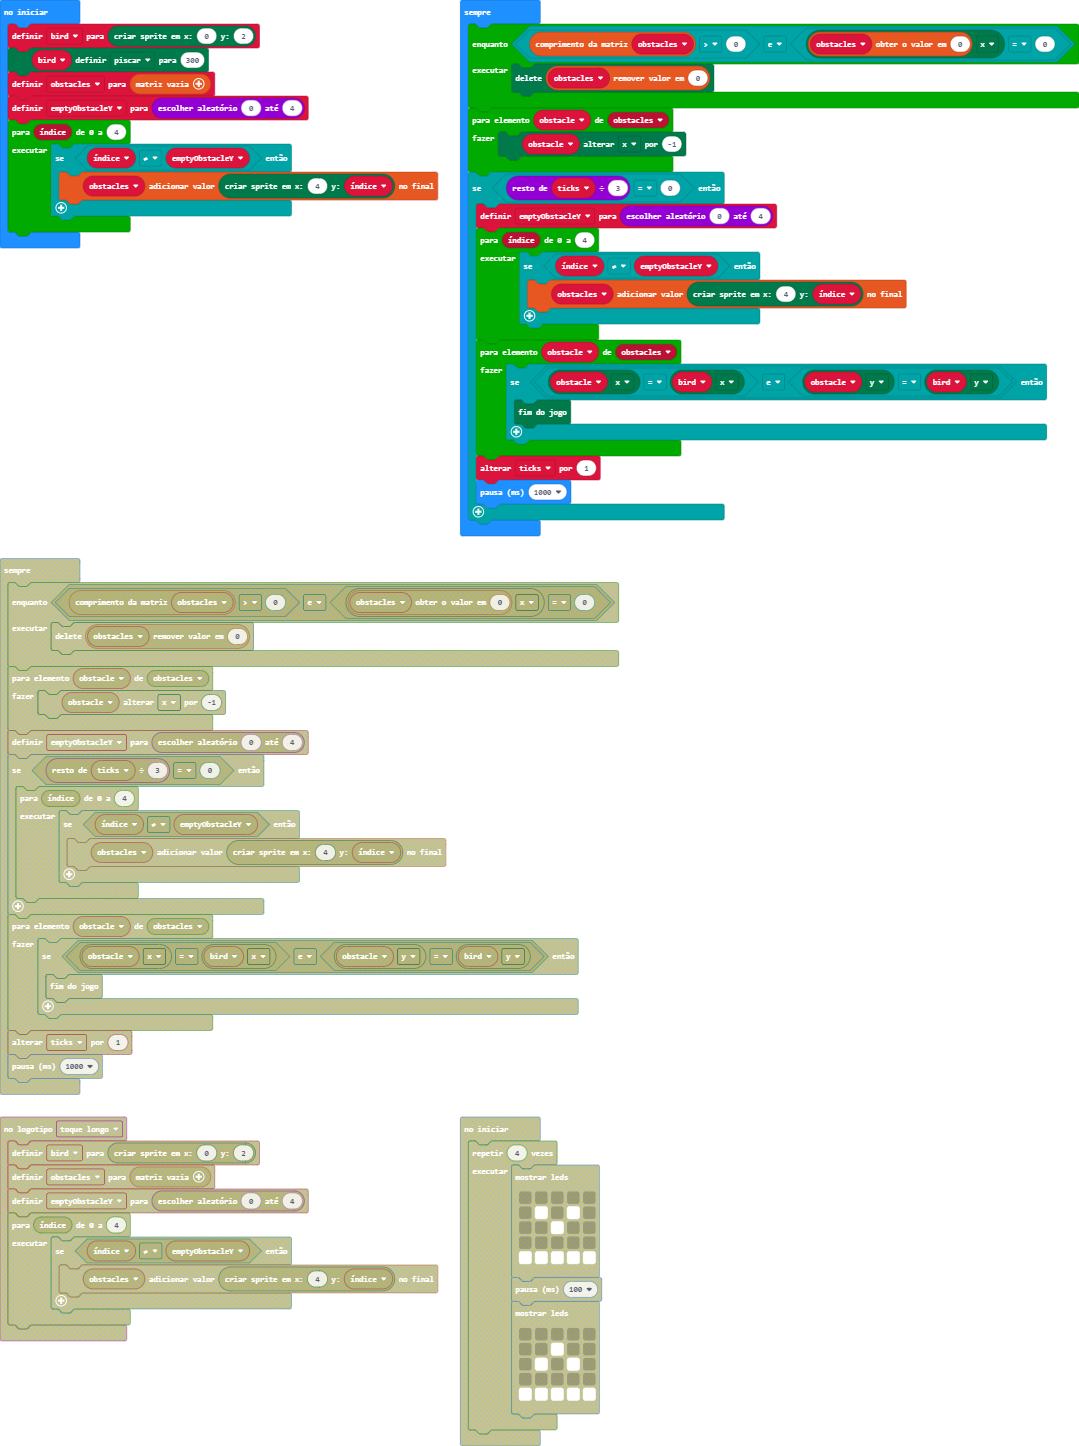 no iniciar
definir bird para criar sprite em x: 0 y: 2
bird definir piscar para 300
definir obstacles para matriz vazia
definir emptyObstacleY para escolher aleatório 0 até 4
para índice de 0 a 4
executar
se índice ≠ emptyObstacleY então
obstacles adicionar valor criar sprite em x: 4 y: índice no final
sempre
enquanto comprimento da matriz obstacles > 0 e obstacles obter o valor em 0 x = 0
executar
delete obstacles remover valor em 0
para elemento obstacle de obstacles
fazer
obstacle alterar x por -1
se resto de ticks ÷ 3 = 0 então
definir emptyObstacleY para escolher aleatório 0 até 4
para índice de 0 a 4
executar
se índice ≠ emptyObstacleY então
obstacles adicionar valor criar sprite em x: 4 y: índice no final
para elemento obstacle de obstacles
fazer
se obstacle x = bird x e obstacle y = bird y então
fim do jogo
alterar ticks por 1
pausa (ms) 1000
sempre
enquanto comprimento da matriz obstacles > 0 e obstacles obter o valor em 0 x = 0
executar
delete obstacles remover valor em 0
para elemento obstacle de obstacles
fazer
obstacle alterar x por -1
definir emptyObstacleY para escolher aleatório 0 até 4
se resto de ticks ÷ 3 = 0 então
para índice de 0 a 4
executar
se índice ≠ emptyObstacleY então
obstacles adicionar valor criar sprite em x: 4 y: índice no final
para elemento obstacle de obstacles
fazer
se obstacle x = bird x e obstacle y = bird y então
fim do jogo
alterar ticks por 1
pausa (ms) 1000
no logotipo toque longo
definir bird para criar sprite em x: 0 y: 2
definir obstacles para matriz vazia
definir emptyObstacleY para escolher aleatório 0 até 4
para índice de 0 a 4
executar
se índice ≠ emptyObstacleY então
obstacles adicionar valor criar sprite em x: 4 y: índice no final
no iniciar
repetir 4 vezes
executar
mostrar leds
pausa (ms) 100
mostrar leds